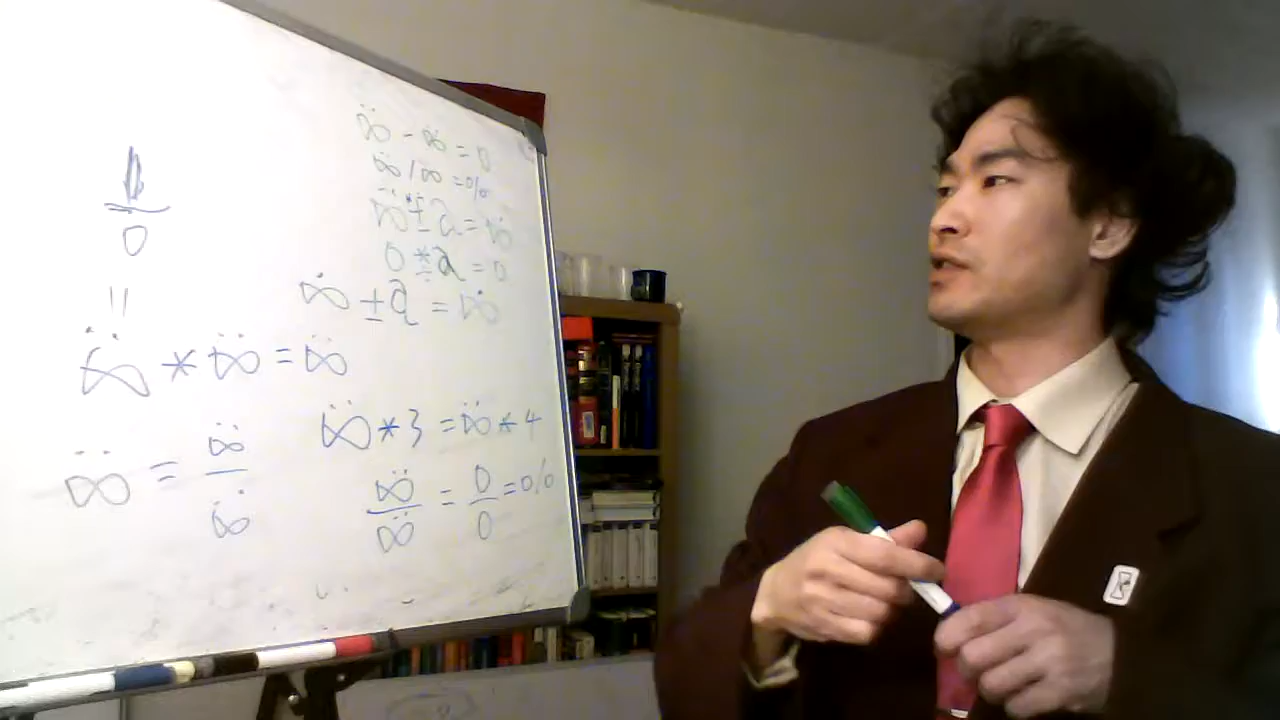 1/0
=
∞̈ * ∞̈ = ∞̈
∞̈ = ∞̈/∞̈
∞̈ - ∞̈ = 0
∞̈ / ∞̈ = 0/0
∞̈ ± a = ∞̈
0 * a = 0
∞̇ ± a = ∞̇
∞̈ * 3 = ∞̈ * 4
∞̈/∞̈ = 0/0 = 0/0